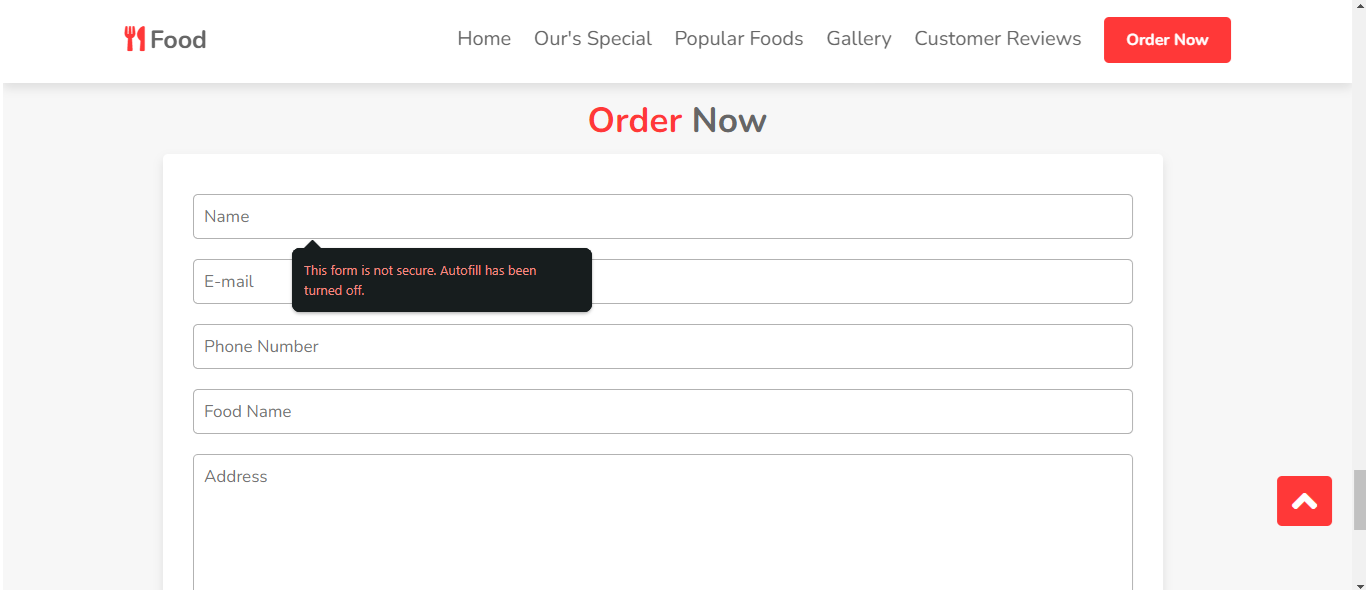 Food
Home Our's Special Popular Foods Gallery Customer Reviews Order Now
Order Now
Name
This form is not secure. Autofill has been
turned off.
E-mail
Phone Number
Food Name
Address